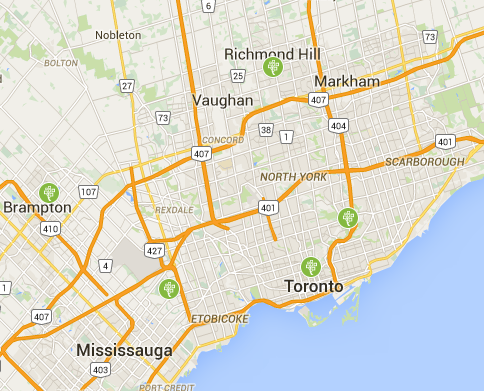 6
Nobleton
Richmond Hill
73
BOLTON
25
27
Markham
Vaughan
407
73
38
1
404
CONCORD
401
407
SCARBOROUGH
NORTH YORK
107
Brampton
REXDALE
401
410
427
4
1
Toronto
407
ETOBICOKE
Mississauga
403
PORT CREDIT